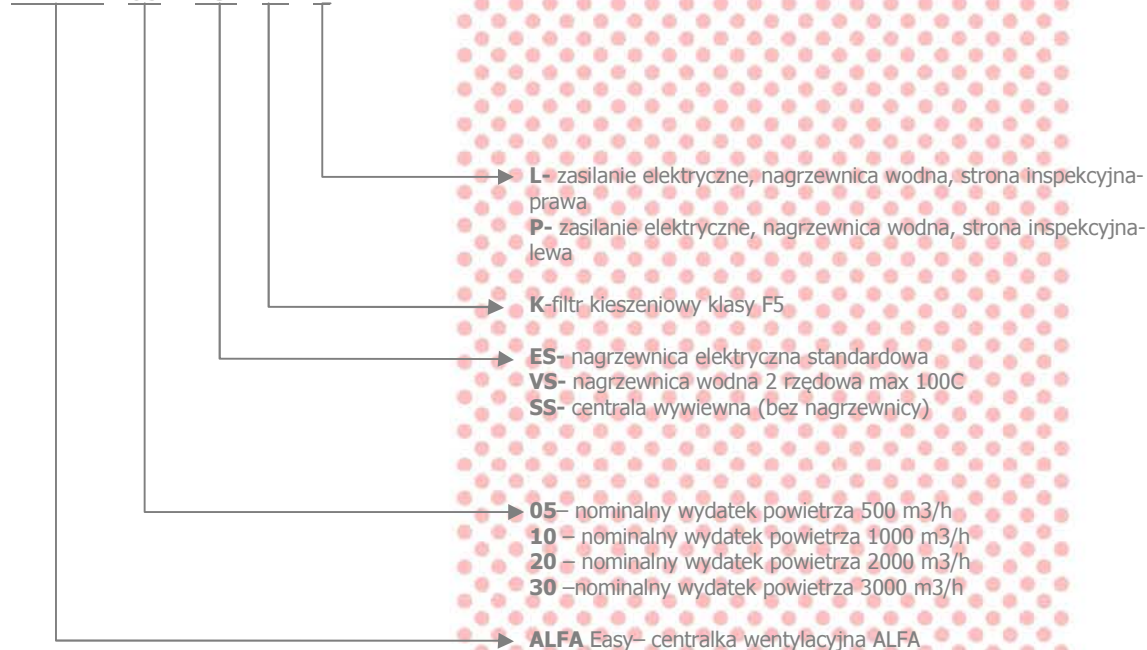 L- zasilanie elektryczne, nagrzewnica wodna, strona inspekcyjna-
prawa
P- zasilanie elektryczne, nagrzewnica wodna, strona inspekcyjna-
lewa
K-filtr kieszeniowy klasy F5
ES- nagrzewnica elektryczna standardowa
VS- nagrzewnica wodna 2 rzędowa max 100C
SS- centrala wywiewna (bez nagrzewnicy)
05– nominalny wydatek powietrza 500 m3/h
10 – nominalny wydatek powietrza 1000 m3/h
20 – nominalny wydatek powietrza 2000 m3/h
30 –nominalny wydatek powietrza 3000 m3/h
ALFA Easy– centralka wentylacyjna ALFA